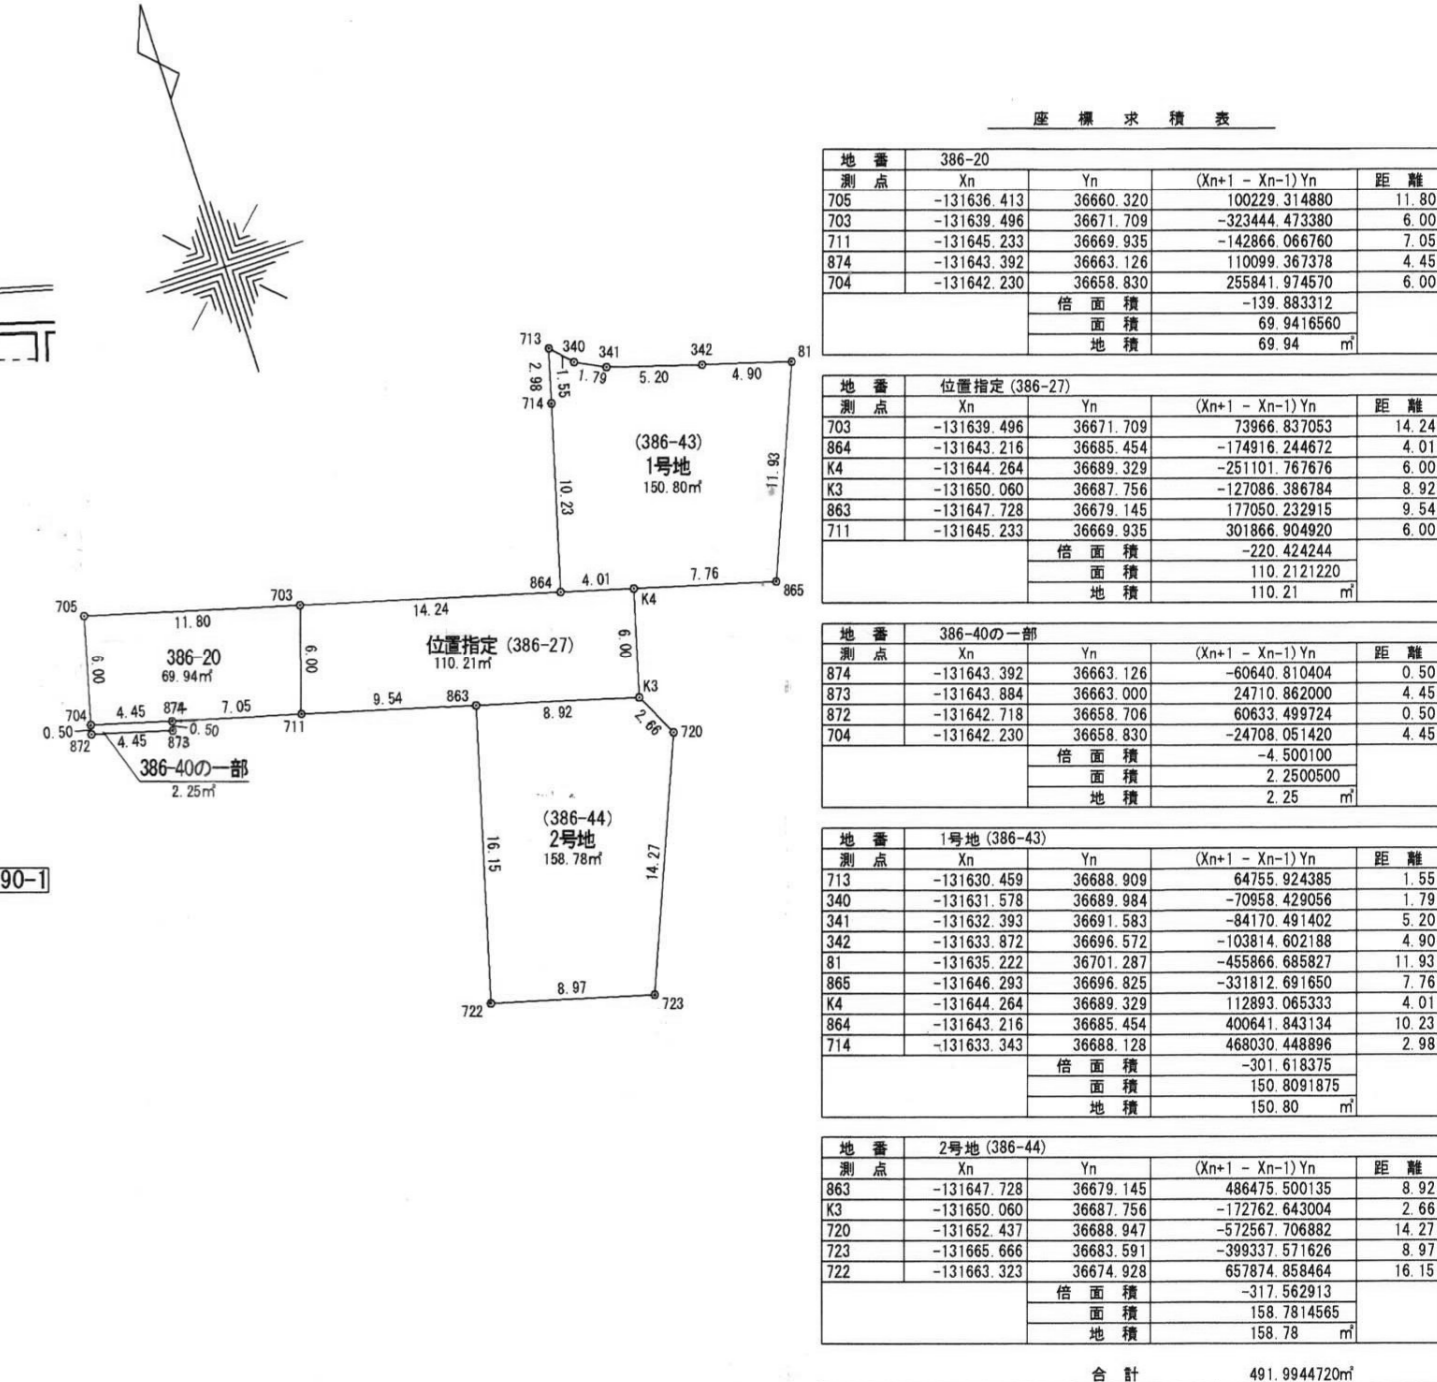 座標求積表
地番 386-20
測点 Xn Yn (Xn+1 - Xn-1)Yn 距離
705 -131636.413 36660.320 100229.314880 11.80
703 -131639.496 36671.709 -323444.473380 6.00
711 -131645.233 36669.935 -142866.066760 7.05
874 -131643.392 36663.126 110099.367378 4.45
704 -131642.230 36658.830 255841.974570 6.00
倍面積 -139.883312
面積 69.9416560
地積 69.94 ㎡
地番 位置指定(386-27)
測点 Xn Yn (Xn+1 - Xn-1)Yn 距離
703 -131639.496 36671.709 73966.837053 14.24
864 -131643.216 36685.454 -174916.244672 4.01
K4 -131644.264 36689.329 -251101.767676 6.00
K3 -131650.060 36687.756 -127086.386784 8.92
863 -131647.728 36679.145 177050.232915 9.54
711 -131645.233 36669.935 301866.904920 6.00
倍面積 -220.424244
面積 110.2121220
地積 110.21 ㎡
地番 386-40の一部
測点 Xn Yn (Xn+1 - Xn-1)Yn 距離
874 -131643.392 36663.126 -60640.810404 0.50
873 -131643.884 36663.000 24710.862000 4.45
872 -131642.718 36658.706 60633.499724 0.50
704 -131642.230 36658.830 -24708.051420 4.45
倍面積 -4.500100
面積 2.2500500
地積 2.25 ㎡
地番 1号地(386-43)
測点 Xn Yn (Xn+1 - Xn-1)Yn 距離
713 -131630.459 36688.909 64755.924385 1.55
340 -131631.578 36689.984 -70958.429056 1.79
341 -131632.393 36691.583 -84170.491402 5.20
342 -131633.872 36696.572 -103814.602188 4.90
81 -131635.222 36701.287 -455866.685827 11.93
865 -131646.293 36696.825 -331812.691650 7.76
K4 -131644.264 36689.329 112893.065333 4.01
864 -131643.216 36685.454 400641.843134 10.23
714 -131633.343 36688.128 468030.448896 2.98
倍面積 -301.618375
面積 150.8091875
地積 150.80 ㎡
地番 2号地(386-44)
測点 Xn Yn (Xn+1 - Xn-1)Yn 距離
863 -131647.728 36679.145 486475.500135 8.92
K3 -131650.060 36687.756 -172762.643004 2.66
720 -131652.437 36688.947 -572567.706882 14.27
723 -131665.666 36683.591 -399337.571626 8.97
722 -131663.323 36674.928 657874.858464 16.15
倍面積 -317.562913
面積 158.7814565
地積 158.78 ㎡
合計 491.9944720㎡
713
340
341
342
81
2.98
1.55
1.79
5.20
4.90
714
(386-43)
1号地
150.80㎡
10.23
11.93
864
4.01
K4
7.76
865
705
703
11.80
14.24
6.00
386-20
69.94㎡
6.00
位置指定(386-27)
110.21㎡
6.00
K3
704
4.45
874
7.05
711
9.54
863
8.92
2.66
720
0.50
872
4.45
873
0.50
386-40の一部
2.25㎡
(386-44)
2号地
158.78㎡
16.15
14.27
90-1
722
8.97
723